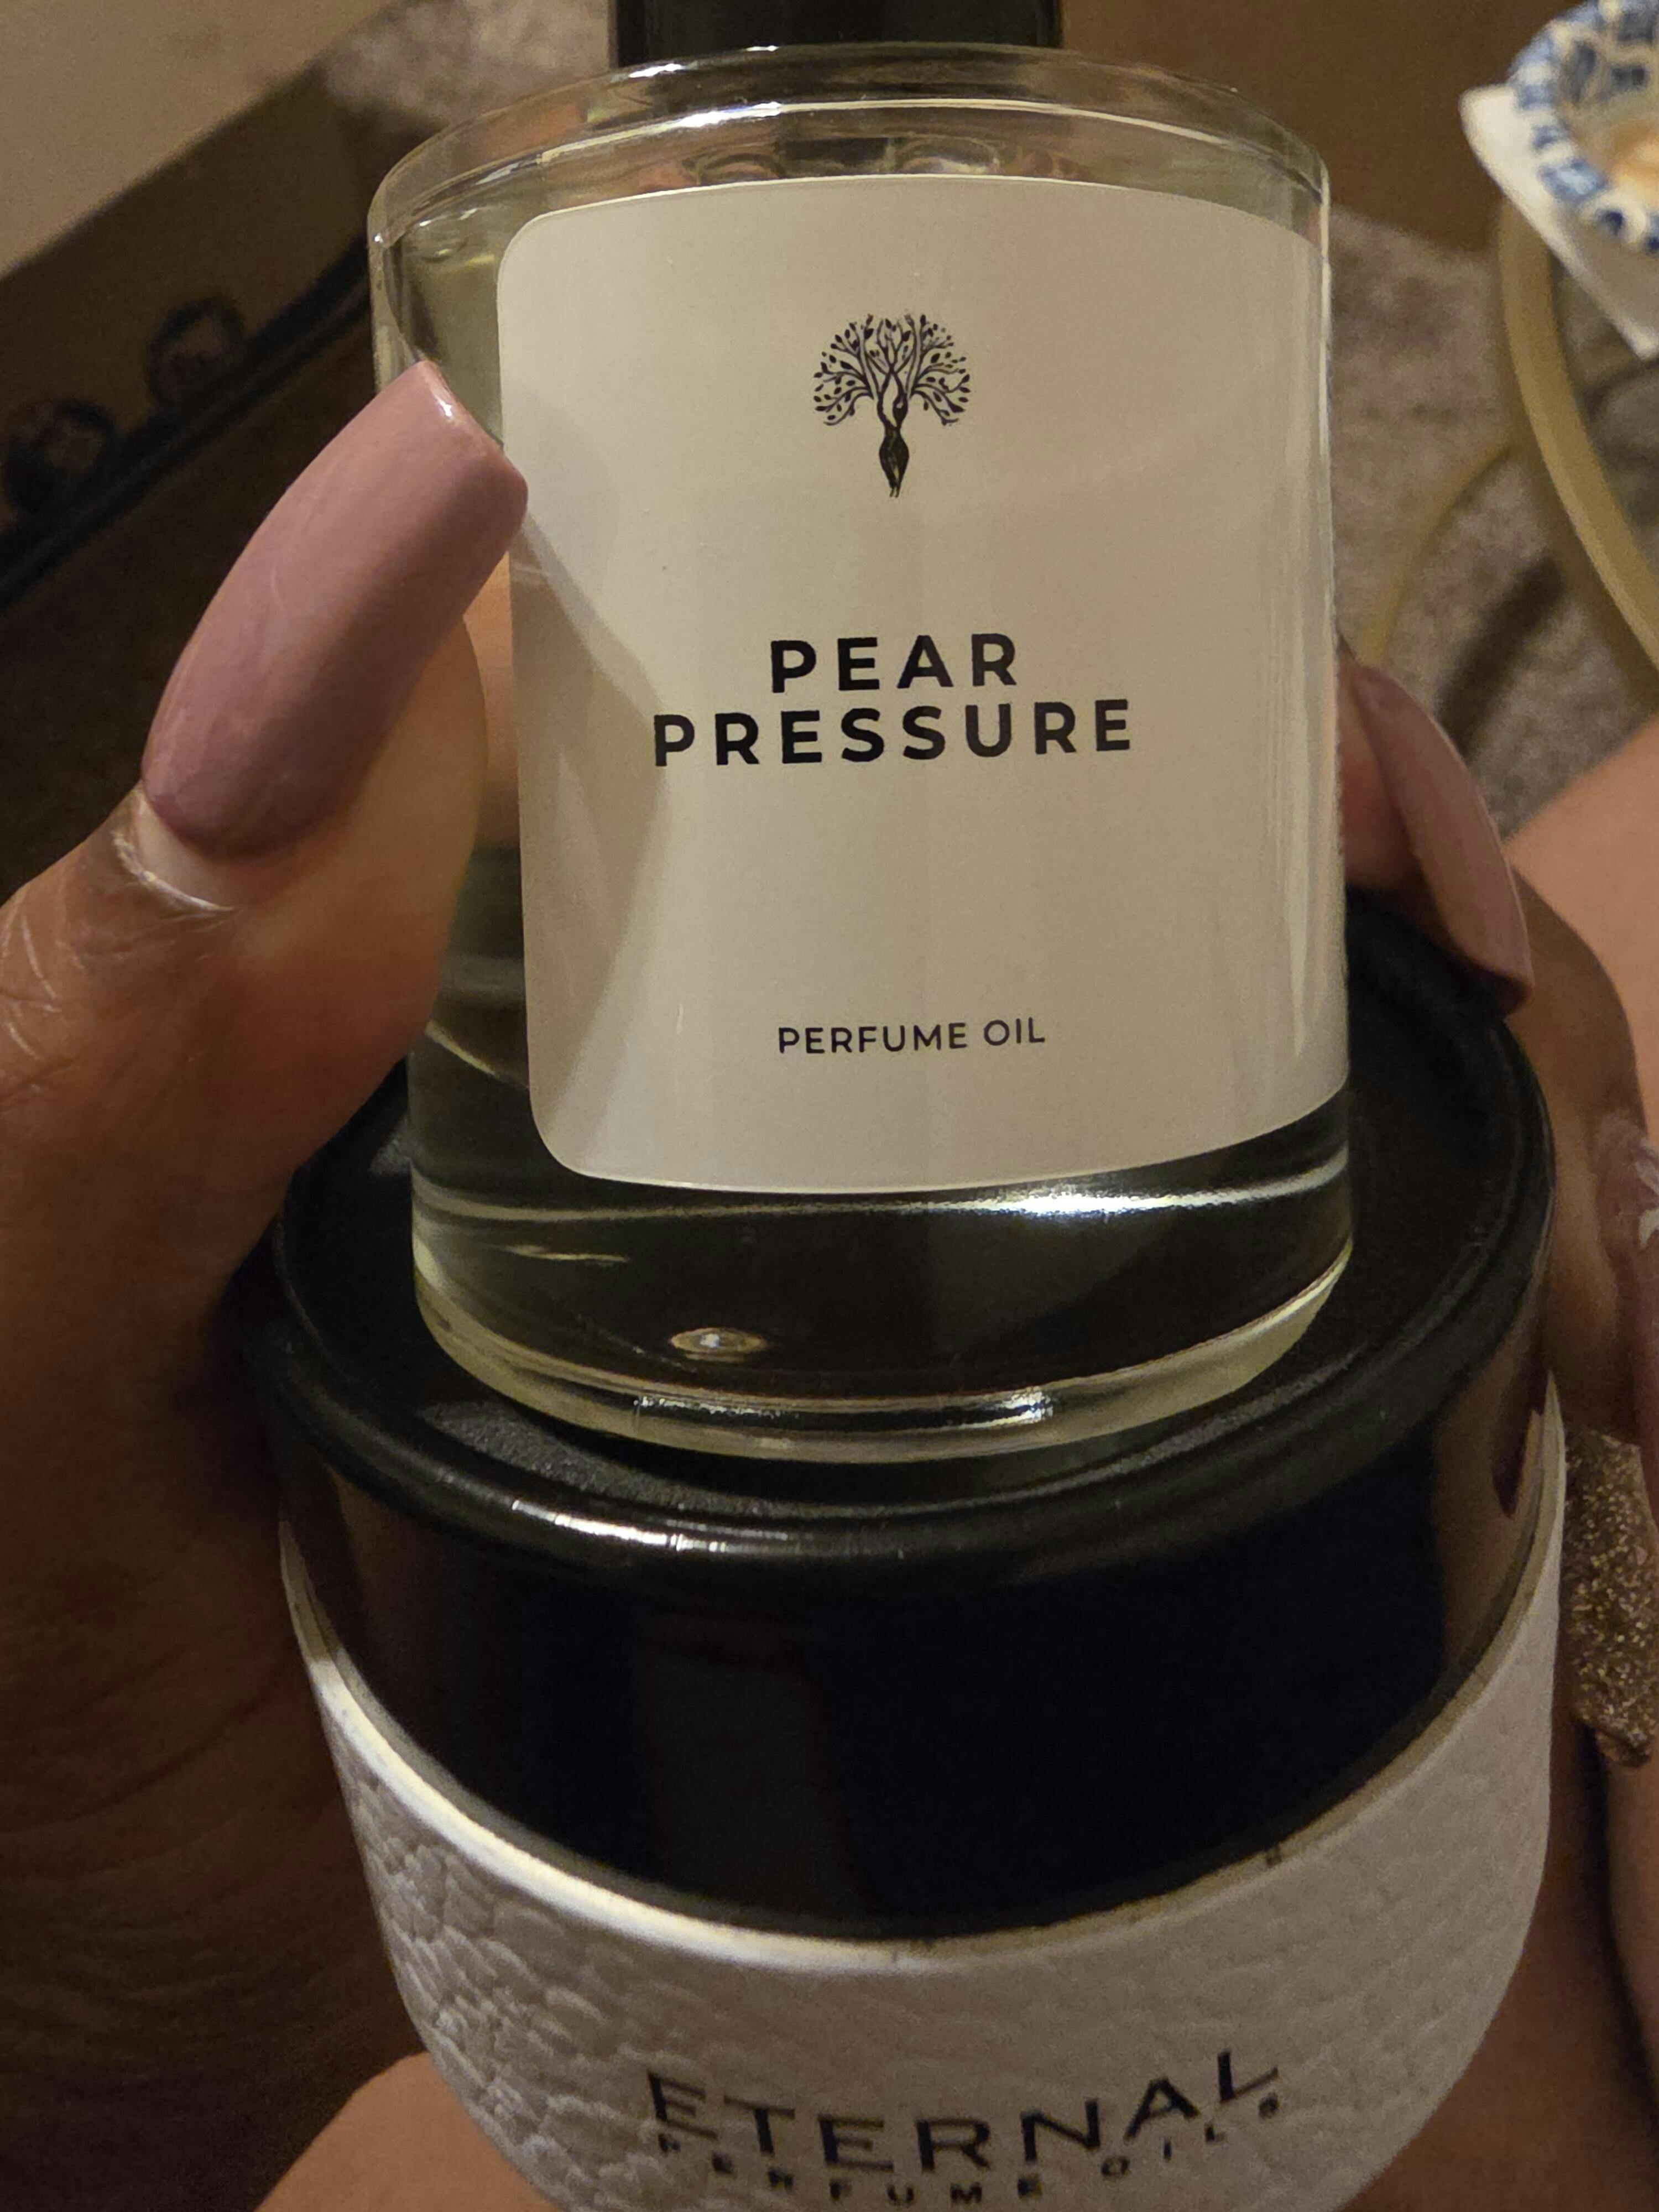 PEAR
PRESSURE
PERFUME OIL
ETERNAL
PERFUME OILS